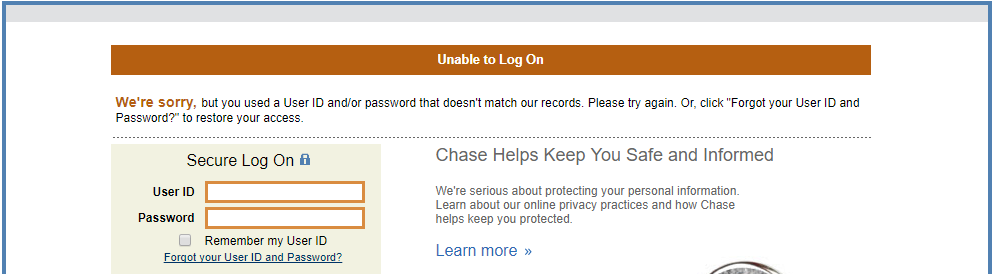 Unable to Log On
We're sorry, but you used a User ID and/or password that doesn't match our records. Please try again. Or, click "Forgot your User ID and
Password?" to restore your access.
Secure Log On
User ID
Password
Remember my User ID
Forgot your User ID and Password?
Chase Helps Keep You Safe and Informed
We're serious about protecting your personal information.
Learn about our online privacy practices and how Chase
helps keep you protected.
Learn more »